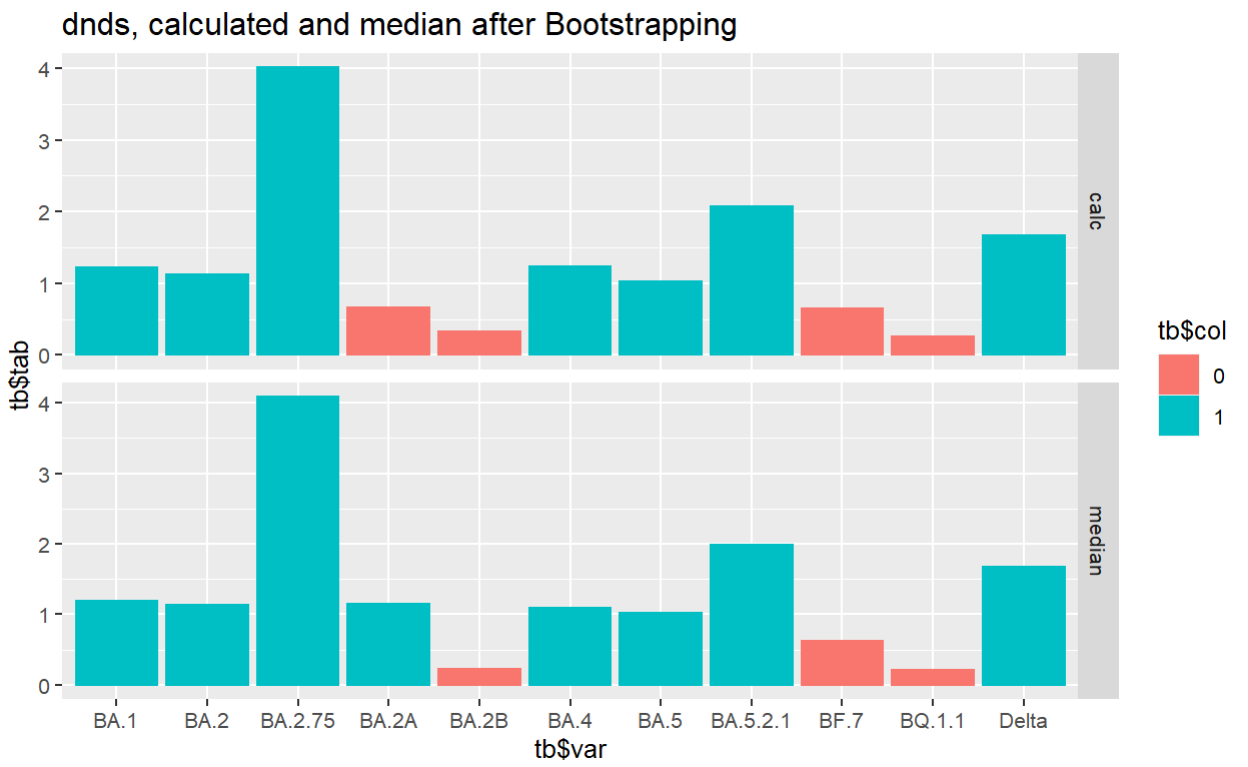 dnds, calculated and median after Bootstrapping
4
3
2
1
0
calc
4
3
2
1
0
median
tb$tab
BA.1 BA.2 BA.2.75 BA.2A BA.2B BA.4 BA.5 BA.5.2.1 BF.7 BQ.1.1 Delta
tb$var
tb$col
0
1